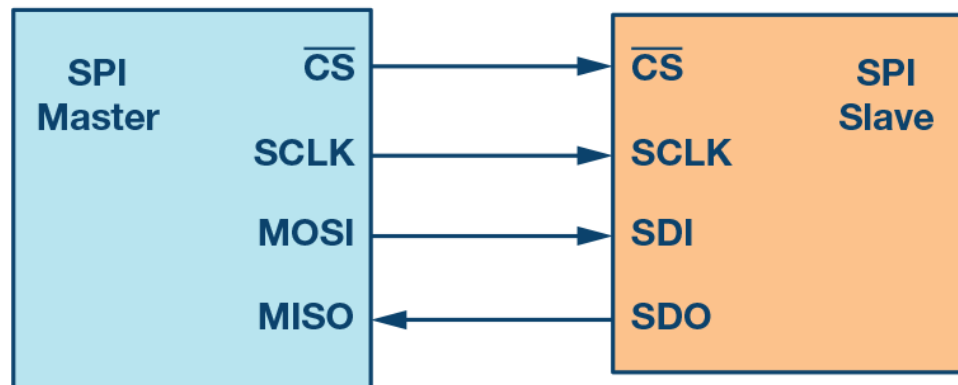 SPI
Master
CS
SCLK
MOSI
MISO
CS
SCLK
SDI
SDO
SPI
Slave